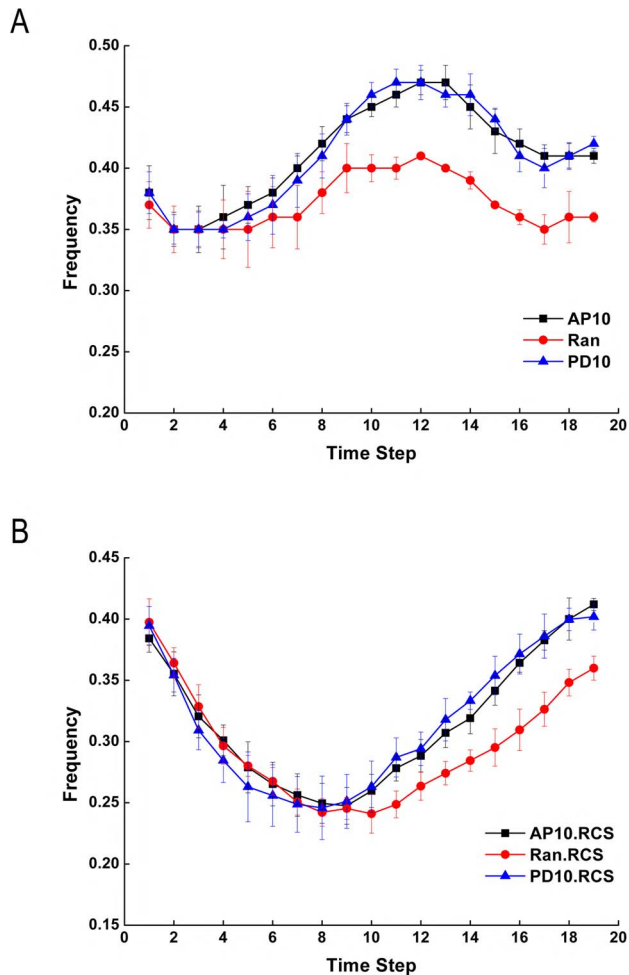 A
0.50
0.45
0.40
0.35
0.30
0.25
0.20
Frequency
AP10
Ran
PD10
0 2 4 6 8 10 12 14 16 18 20
Time Step
B
0.45
0.40
0.35
0.30
0.25
0.20
0.15
Frequency
AP10.RCS
Ran.RCS
PD10.RCS
0 2 4 6 8 10 12 14 16 18 20
Time Step